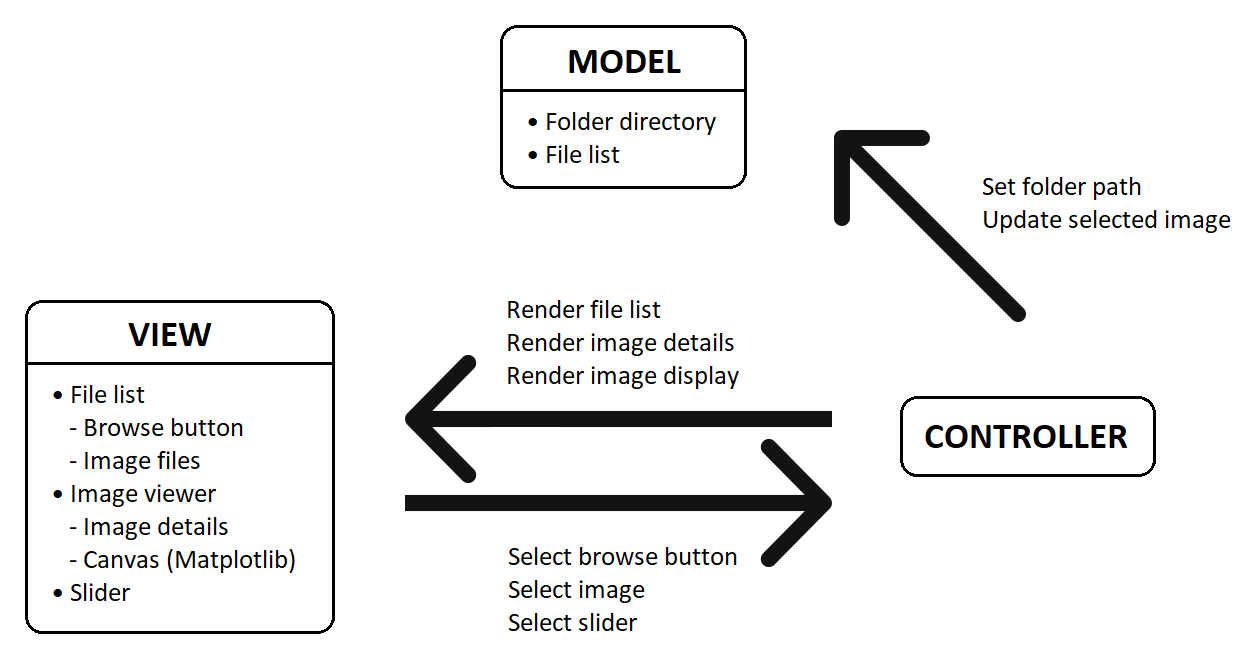 MODEL
• Folder directory
• File list
Set folder path
Update selected image
Render file list
Render image details
Render image display
VIEW
• File list
- Browse button
- Image files
• Image viewer
- Image details
- Canvas (Matplotlib)
• Slider
CONTROLLER
Select browse button
Select image
Select slider